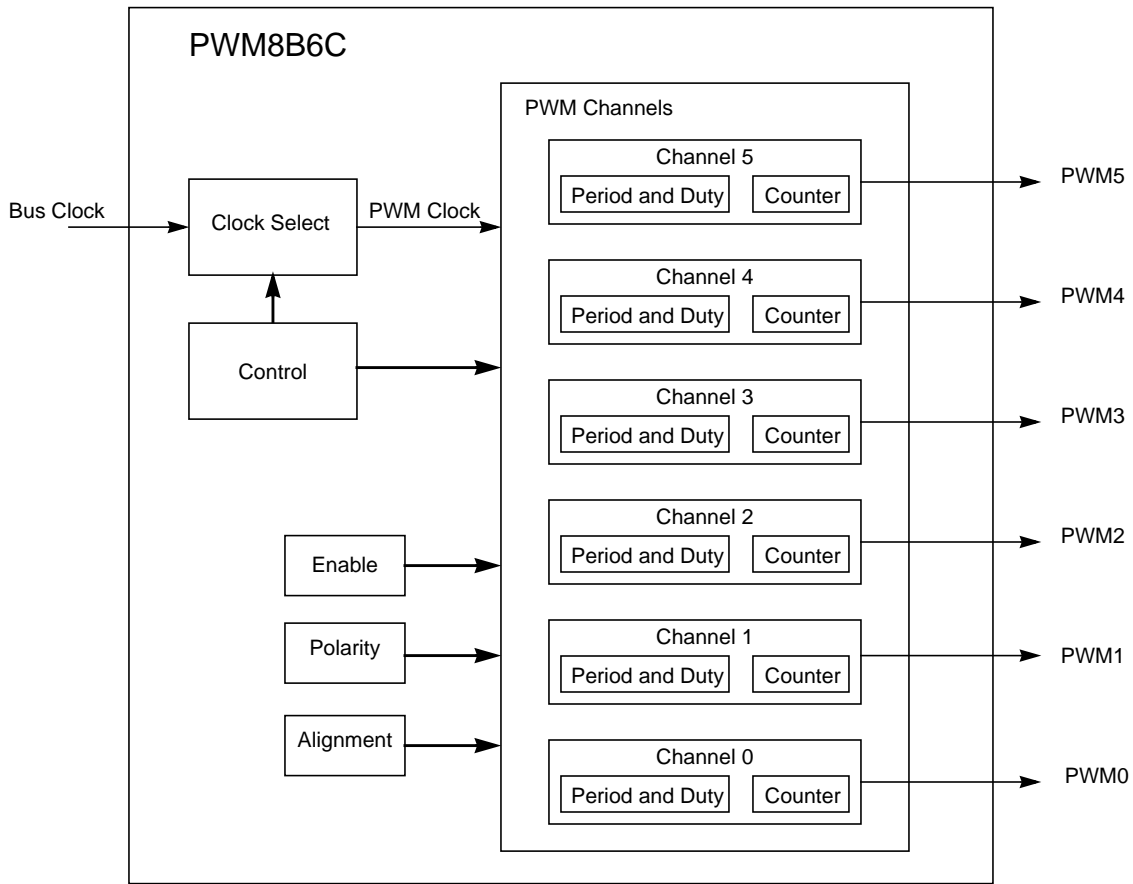 PWM8B6C
PWM Channels
Bus Clock
Clock Select
PWM Clock
Control
Enable
Polarity
Alignment
Channel 5
Period and Duty
Counter
PWM5
Channel 4
Period and Duty
Counter
PWM4
Channel 3
Period and Duty
Counter
PWM3
Channel 2
Period and Duty
Counter
PWM2
Channel 1
Period and Duty
Counter
PWM1
Channel 0
Period and Duty
Counter
PWM0